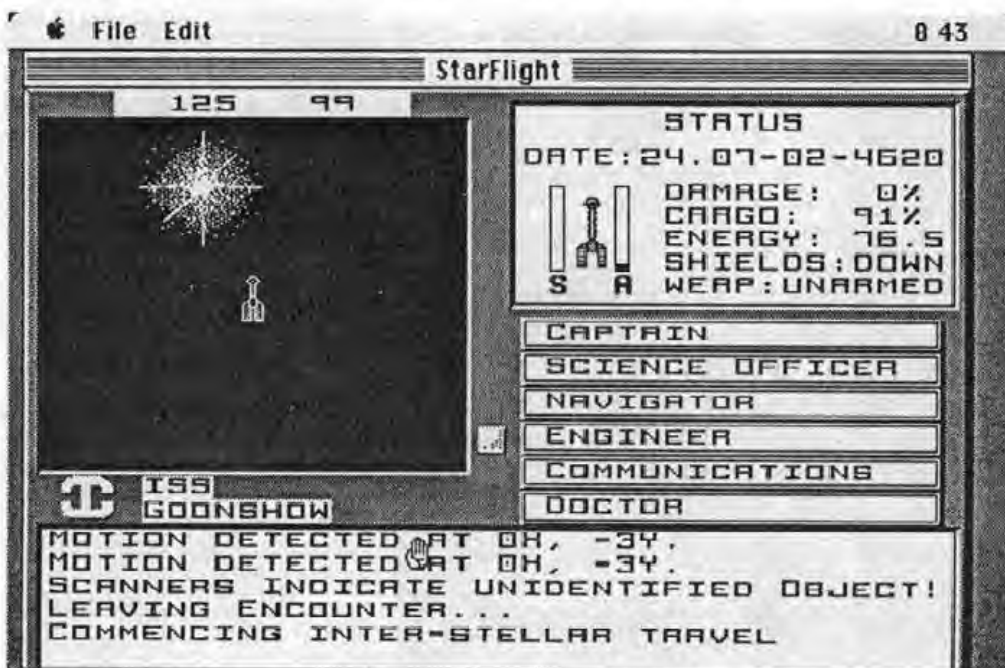 File Edit 8 43
StarFlight
125 99
STATUS
DATE:24.07-02-4620
DAMAGE: 0%
CARGO: 91%
ENERGY: 76.5
SHIELDS:DOWN
S A WEAP:UNARMED
CAPTAIN
SCIENCE OFFICER
NAVIGATOR
ENGINEER
COMMUNICATIONS
DOCTOR
ISS
GOONSHOW
MOTION DETECTED AT 0X, -3Y.
MOTION DETECTED AT 0X, -3Y.
SCANNERS INDICATE UNIDENTIFIED OBJECT!
LEAVING ENCOUNTER...
COMMENCING INTER-STELLAR TRAVEL